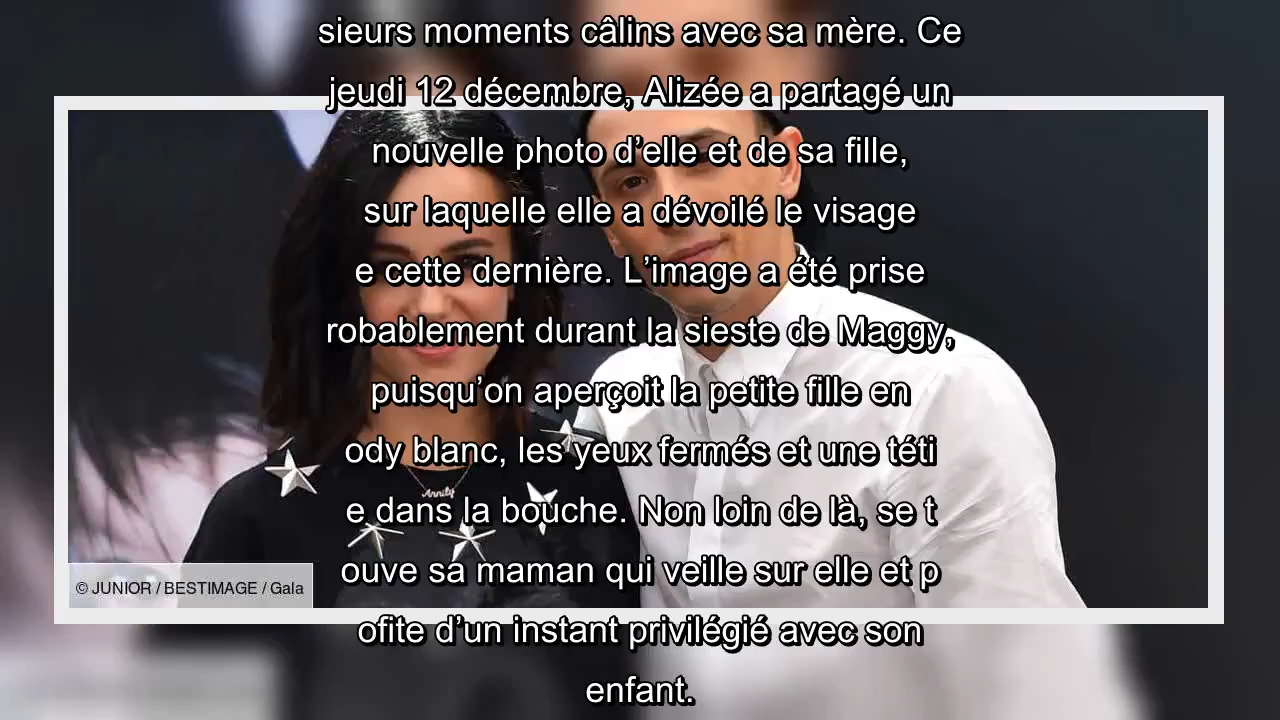 sieurs moments câlins avec sa mère. Ce
jeudi 12 décembre, Alizée a partagé un
nouvelle photo d’elle et de sa fille,
sur laquelle elle a dévoilé le visage
e cette dernière. L’image a été prise
robablement durant la sieste de Maggy,
puisqu’on aperçoit la petite fille en
ody blanc, les yeux fermés et une téti
e dans la bouche. Non loin de là, se t
ouve sa maman qui veille sur elle et p
ofite d’un instant privilégié avec son
enfant.
Annily
© JUNIOR / BESTIMAGE / Gala